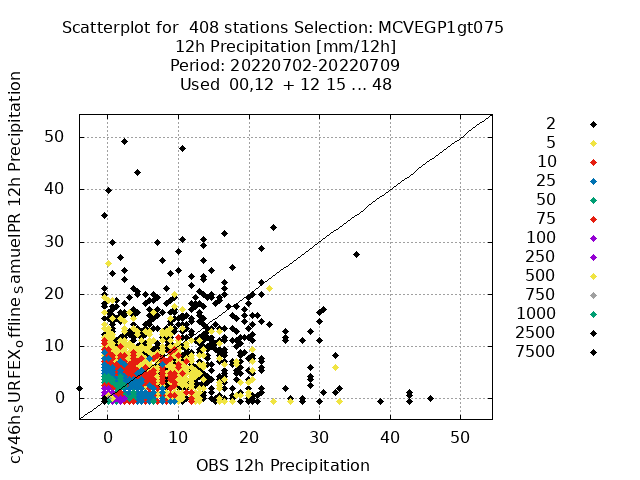 Scatterplot for 408 stations Selection: MCVEGP1gt075
12h Precipitation [mm/12h]
Period: 20220702-20220709
Used 00,12 + 12 15 ... 48
cy46h_SURFEX_offline_samuelPR 12h Precipitation
50
40
30
20
10
0
0 10 20 30 40 50
OBS 12h Precipitation
2
5
10
25
50
75
100
250
500
750
1000
2500
7500